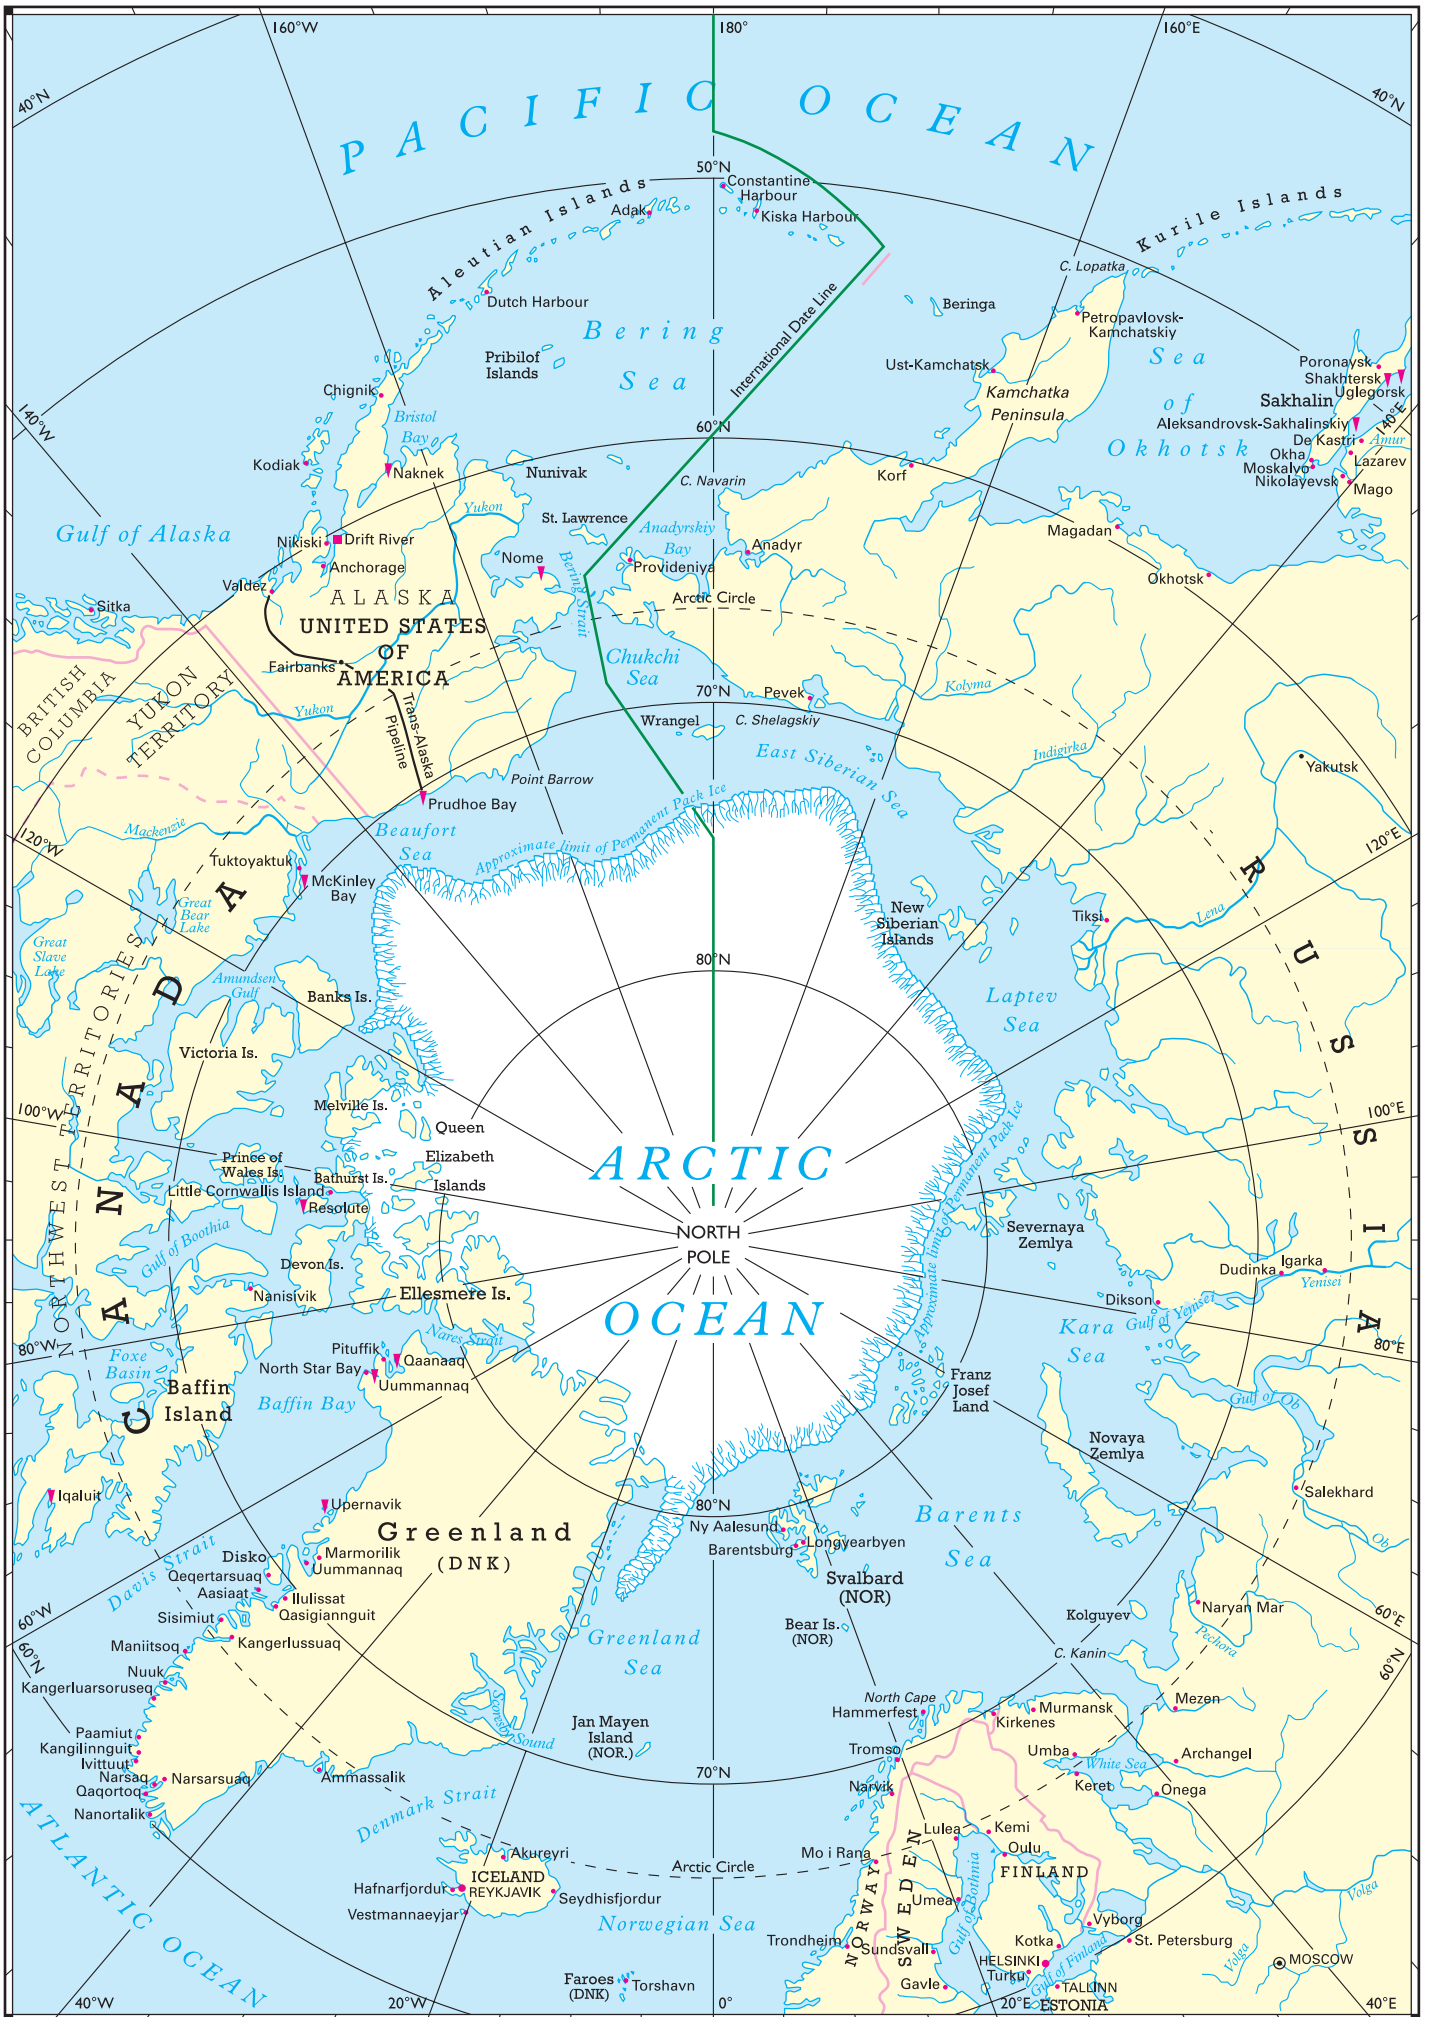 160°W
180°
160°E
40°N
40°N
PACIFIC OCEAN
50°N
Constantine
Harbour
Kiska Harbour
Adak
Aleutian Islands
Kurile Islands
C. Lopatka
Dutch Harbour
Bering
Sea
International Date Line
Beringa
Petropavlovsk-
Kamchatskiy
Sea
of
Okhotsk
Pribilof
Islands
Ust-Kamchatsk
Kamchatka
Peninsula
Poronaysk
Shakhtersk
Uglegorsk
Sakhalin
Aleksandrovsk-Sakhalinskiy
140°E
De Kastri
Amur
Okha
Moskalvo
Lazarev
Nikolayevsk
Mago
Chignik
Bristol
Bay
140°W
60°N
Kodiak
Naknek
Nunivak
C. Navarin
Korf
Yukon
Gulf of Alaska
St. Lawrence
Anadyrskiy
Bay
Magadan
Nikiski
Drift River
Anchorage
Nome
Bering Strait
Provideniya
Anadyr
Okhotsk
Valdez
Sitka
ALASKA
Arctic Circle
UNITED STATES
OF
AMERICA
Fairbanks
Chukchi
Sea
70°N
Pevek
Kolyma
BRITISH
COLUMBIA
YUKON
TERRITORY
Yukon
Trans-Alaska
Pipeline
Wrangel
C. Shelagskiy
East Siberian Sea
Indigirka
Yakutsk
Point Barrow
Prudhoe Bay
Mackenzie
Beaufort
Sea
Approximate limit of Permanent Pack Ice
120°W
120°E
Tuktoyaktuk
McKinley
Bay
Great
Bear
Lake
Great
Slave
Lake
New
Siberian
Islands
Tiksi
Lena
RUSSIA
CANADA
NORTHWEST TERRITORIES
Amundsen
Gulf
Banks Is.
80°N
Laptev
Sea
Victoria Is.
Melville Is.
100°W
100°E
Queen
Elizabeth
Islands
Prince of
Wales Is.
Bathurst Is.
Little Cornwallis Island
Resolute
ARCTIC
NORTH
POLE
OCEAN
Approximate limit of Permanent Pack Ice
Severnaya
Zemlya
Gulf of Boothia
Devon Is.
Nanisivik
Ellesmere Is.
Dudinka
Igarka
Yenisei
Dikson
Gulf of Yenisei
Kara
Sea
80°W
80°E
Foxe
Basin
Nares Strait
Pituffik
Qaanaaq
North Star Bay
Uummannaq
Baffin
Island
Baffin Bay
Franz
Josef
Land
Gulf of Ob
Novaya
Zemlya
Iqaluit
Upernavik
Salekhard
80°N
Barents
Sea
Greenland
(DNK)
Ny Aalesund
Longyearbyen
Barentsburg
Ob
Davis Strait
Disko
Marmorilik
Uummannaq
Qeqertarsuaq
Aasiaat
Ilulissat
Qasigiannguit
Svalbard
(NOR)
60°W
60°E
60°N
60°N
Sisimiut
Kangerlussuaq
Maniitsoq
Nuuk
Kangerluarsoruseq
Greenland
Sea
Bear Is.
(NOR)
Kolguyev
Naryan Mar
Pechora
C. Kanin
Scoresby Sound
North Cape
Hammerfest
Murmansk
Kirkenes
Mezen
Paamiut
Kangilinnguit
Ivittuut
Narsaq
Narsarsuaq
Qaqortoq
Nanortalik
Jan Mayen
Island
(NOR.)
Tromso
Umba
White Sea
Archangel
Ammassalik
70°N
Narvik
Keret
Onega
ATLANTIC OCEAN
Denmark Strait
Lulea
Kemi
Akureyri
Arctic Circle
Mo i Rana
Oulu
ICELAND
REYKJAVIK
Hafnarfjordur
Seydhisfjordur
Vestmannaeyjar
FINLAND
NORWAY
SWEDEN
Umea
Gulf of Bothnia
Norwegian Sea
Volga
Volga
Vyborg
Trondheim
Sundsvall
Kotka
St. Petersburg
HELSINKI
Turku
Gulf of Finland
MOSCOW
Faroes
(DNK)
Torshavn
Gavle
TALLINN
ESTONIA
40°W
20°W
0°
20°E
40°E